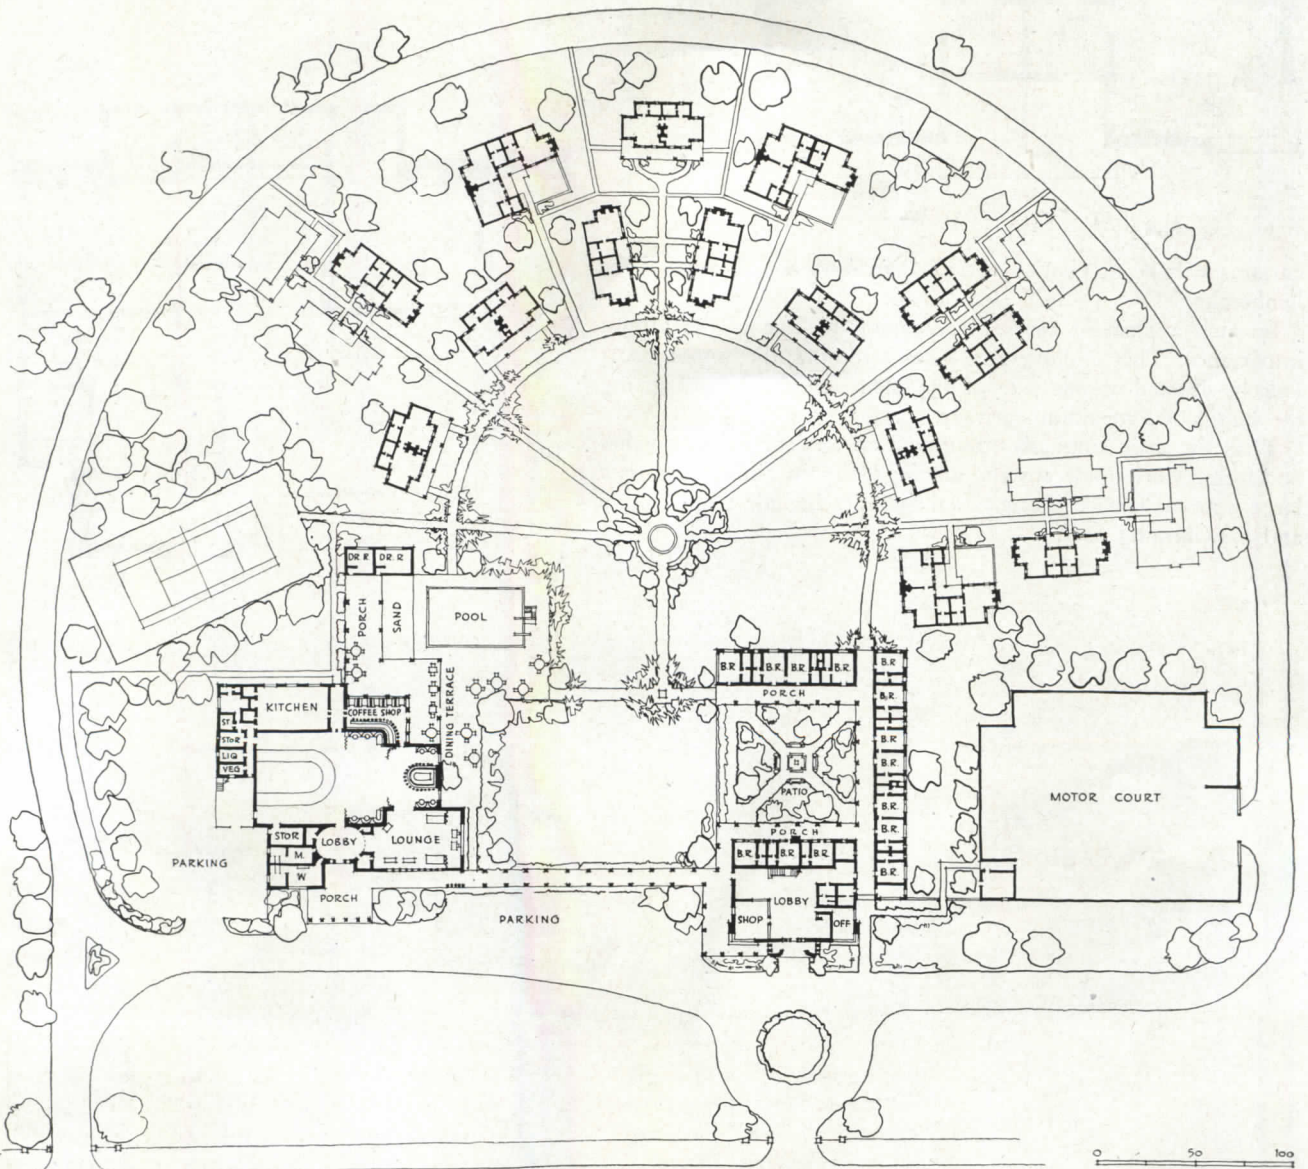 DR. R DR. R
PORCH
SAND
POOL
DINING TERRACE
KITCHEN
COFFEE SHOP
ST
STOR
LIQ
VEG
STOR
LOBBY
LOUNGE
M.
W
PORCH
PARKING
PARKING
B.R B.R B.R B.R
PORCH
PATIO
PORCH
B.R B.R B.R
LOBBY
SHOP
OFF
B.R
B.R
B.R
B.R.
B.R
B.R
B.R
MOTOR COURT
0 50 100